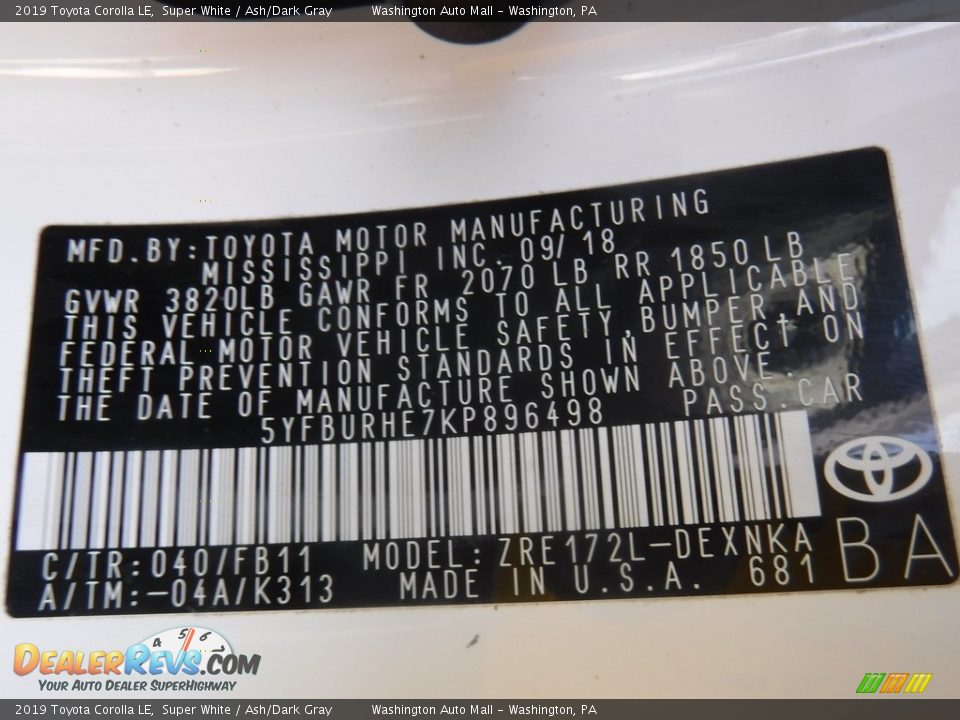 2019 Toyota Corolla LE, Super White / Ash/Dark Gray Washington Auto Mall - Washington, PA
MFD.BY:TOYOTA MOTOR MANUFACTURING
MISSISSIPPI INC. 09/18
GVWR 3820LB GAWR FR 2070 LB RR 1850LB
THIS VEHICLE CONFORMS TO ALL APPLICABLE
FEDERAL MOTOR VEHICLE SAFETY,BUMPER,AND
THEFT PREVENTION STANDARDS IN EFFECT ON
THE DATE OF MANUFACTURE SHOWN ABOVE.
5YFBURHE7KP896498 PASS CAR
C/TR:040/FB11 MODEL:ZRE172L-DEXNKA
A/TM:-04A/K313 MADE IN U.S.A. 681
BA
4 5 6
DEALERREVS.COM
YOUR AUTO DEALER SUPERHIGHWAY
2019 Toyota Corolla LE, Super White / Ash/Dark Gray Washington Auto Mall - Washington, PA